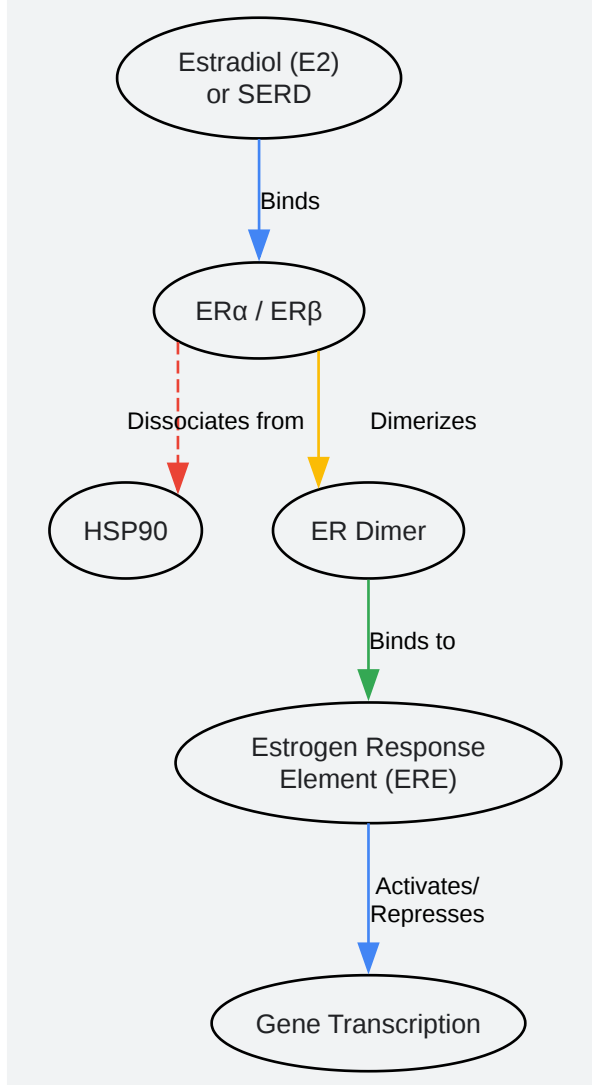 Estradiol (E2)
or SERD
Binds
ERα / ERβ
Dissociates from
Dimerizes
HSP90
ER Dimer
Binds to
Estrogen Response
Element (ERE)
Activates/
Represses
Gene Transcription